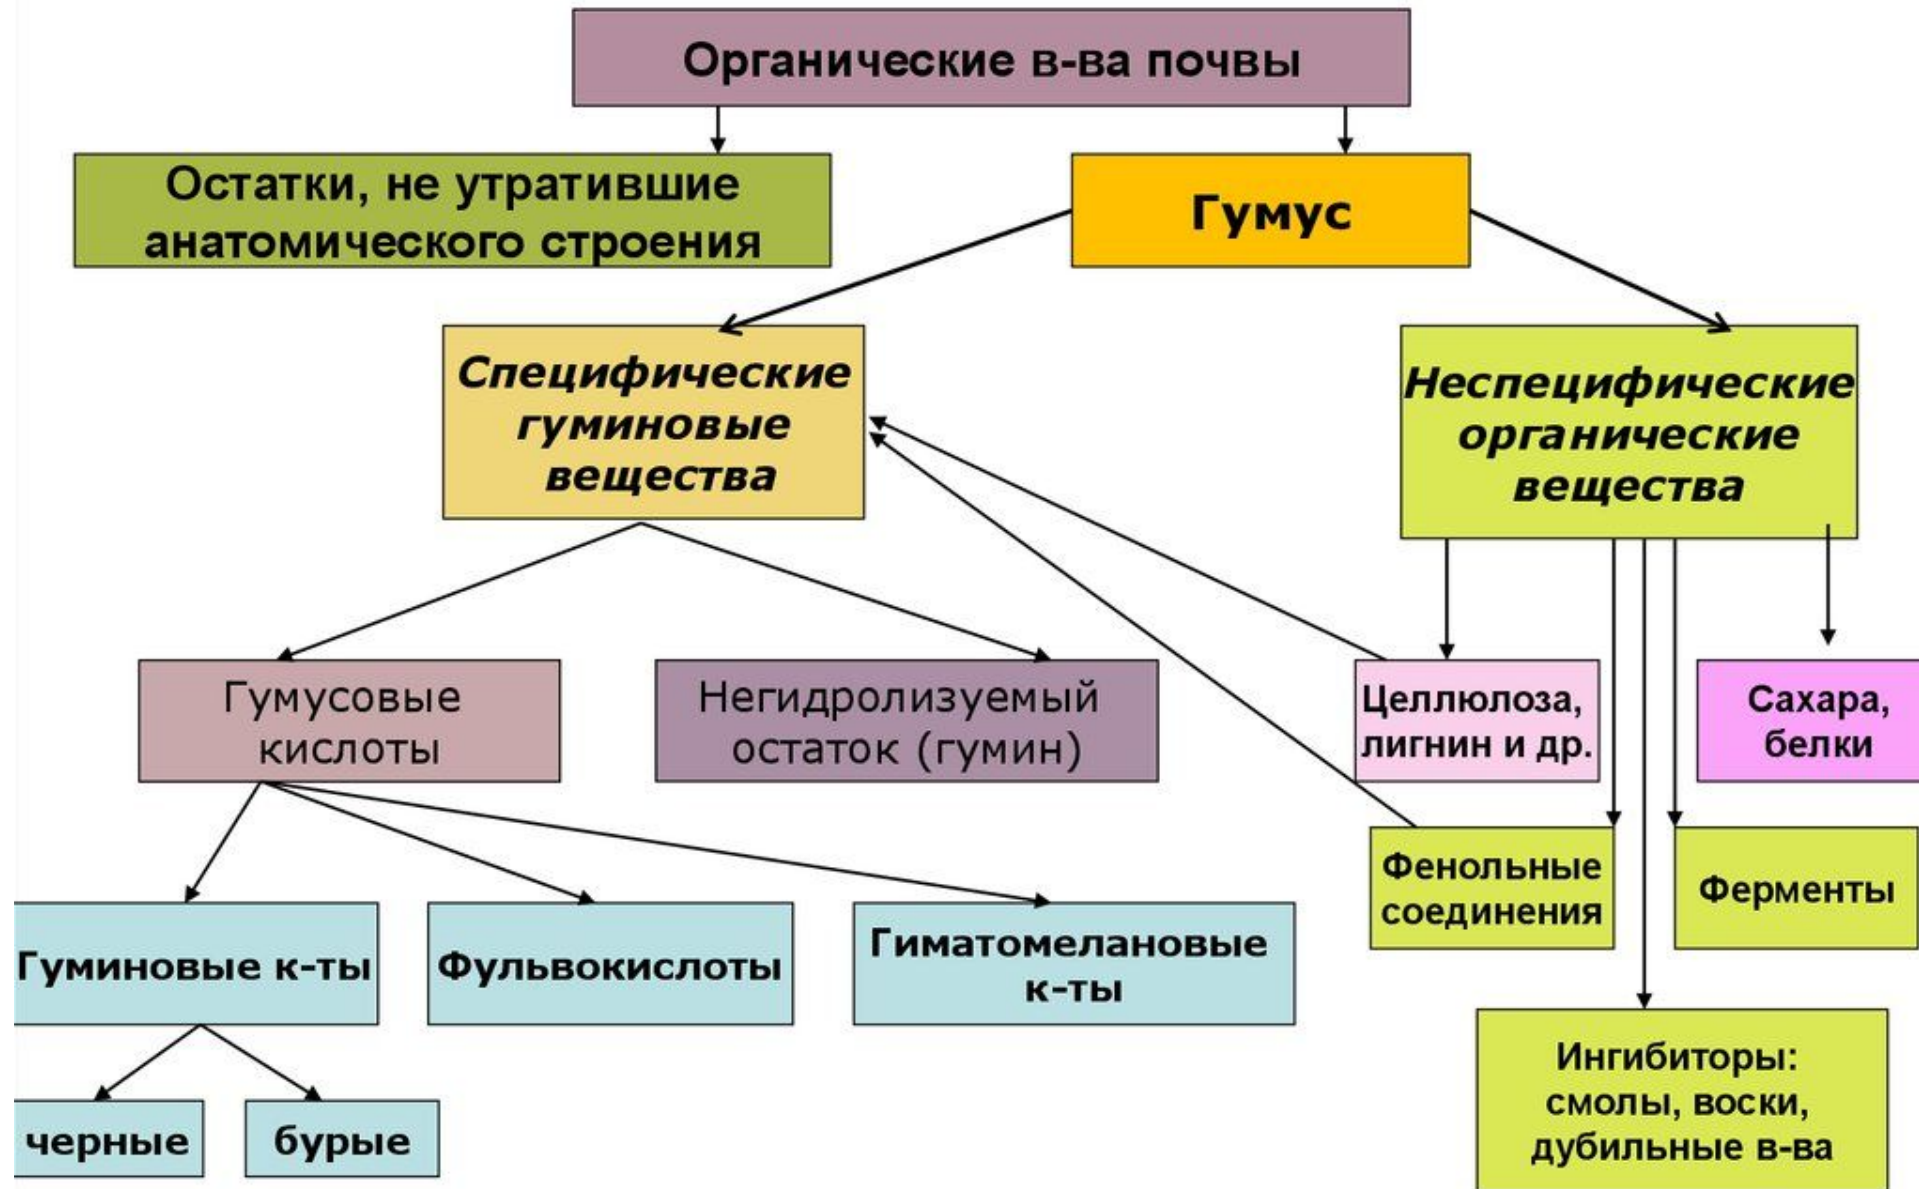 Органические в-ва почвы
Остатки, не утратившие
анатомического строения
Гумус
Специфические
гуминовые
вещества
Неспецифические
органические
вещества
Гумусовые
кислоты
Негидролизуемый
остаток (гумин)
Целлюлоза,
лигнин и др.
Сахара,
белки
Фенольные
соединения
Ферменты
Гуминовые к-ты
Фульвокислоты
Гиматомелановые
к-ты
Ингибиторы:
смолы, воски,
дубильные в-ва
черные
бурые